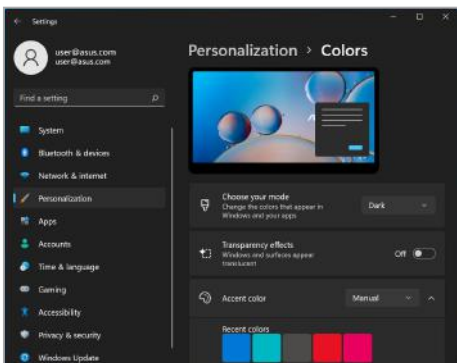 Settings
user@asus.com
user@asus.com
Find a setting
System
Bluetooth & devices
Network & internet
Personalization
Apps
Accounts
Time & language
Gaming
Accessibility
Privacy & security
Windows Update
Personalization > Colors
Choose your mode
Change the colors that appear in
Windows and your apps
Dark
Transparency effects
Windows and surfaces appear
translucent
Off
Accent color
Manual
Recent colors